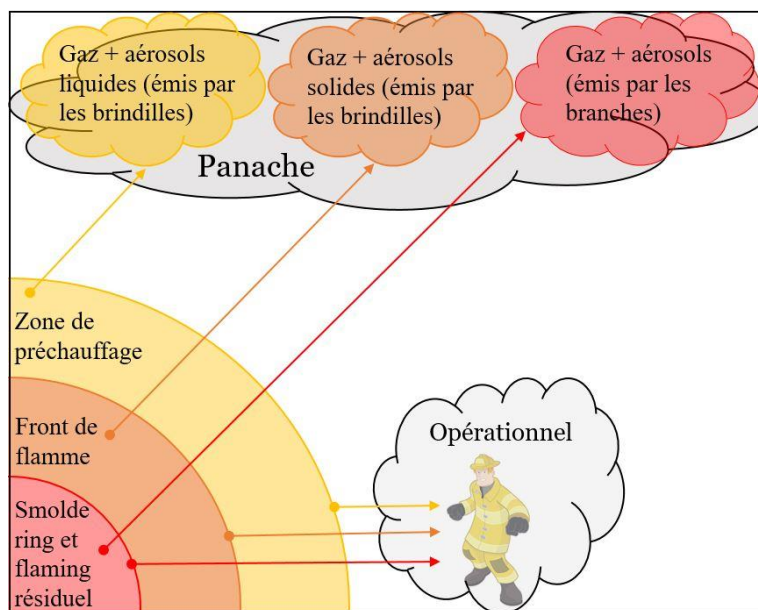 Gaz + aérosols
liquides (émis par
les brindilles)
Gaz + aérosols
solides (émis par
les brindilles)
Gaz + aérosols
(émis par les
branches)
Panache
Zone de
préchauffage
Front de
flamme
Opérationnel
Smolde
ring et
flaming
résiduel